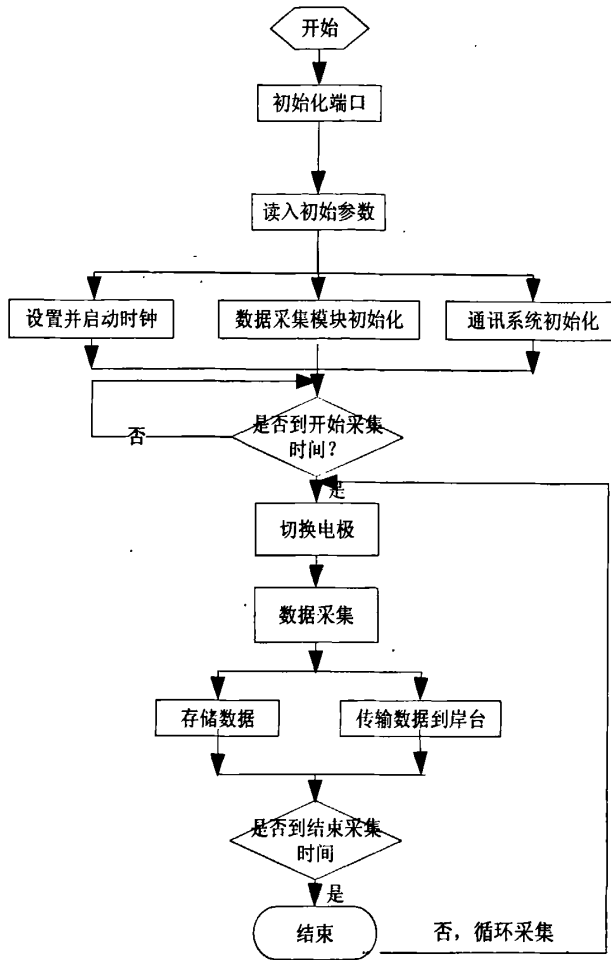 开始
初始化端口
读入初始参数
设置并启动时钟
数据采集模块初始化
通讯系统初始化
是否到开始采集
时间？
否
是
切换电极
数据采集
存储数据
传输数据到岸台
是否到结束采集
时间
是
结束
否，循环采集